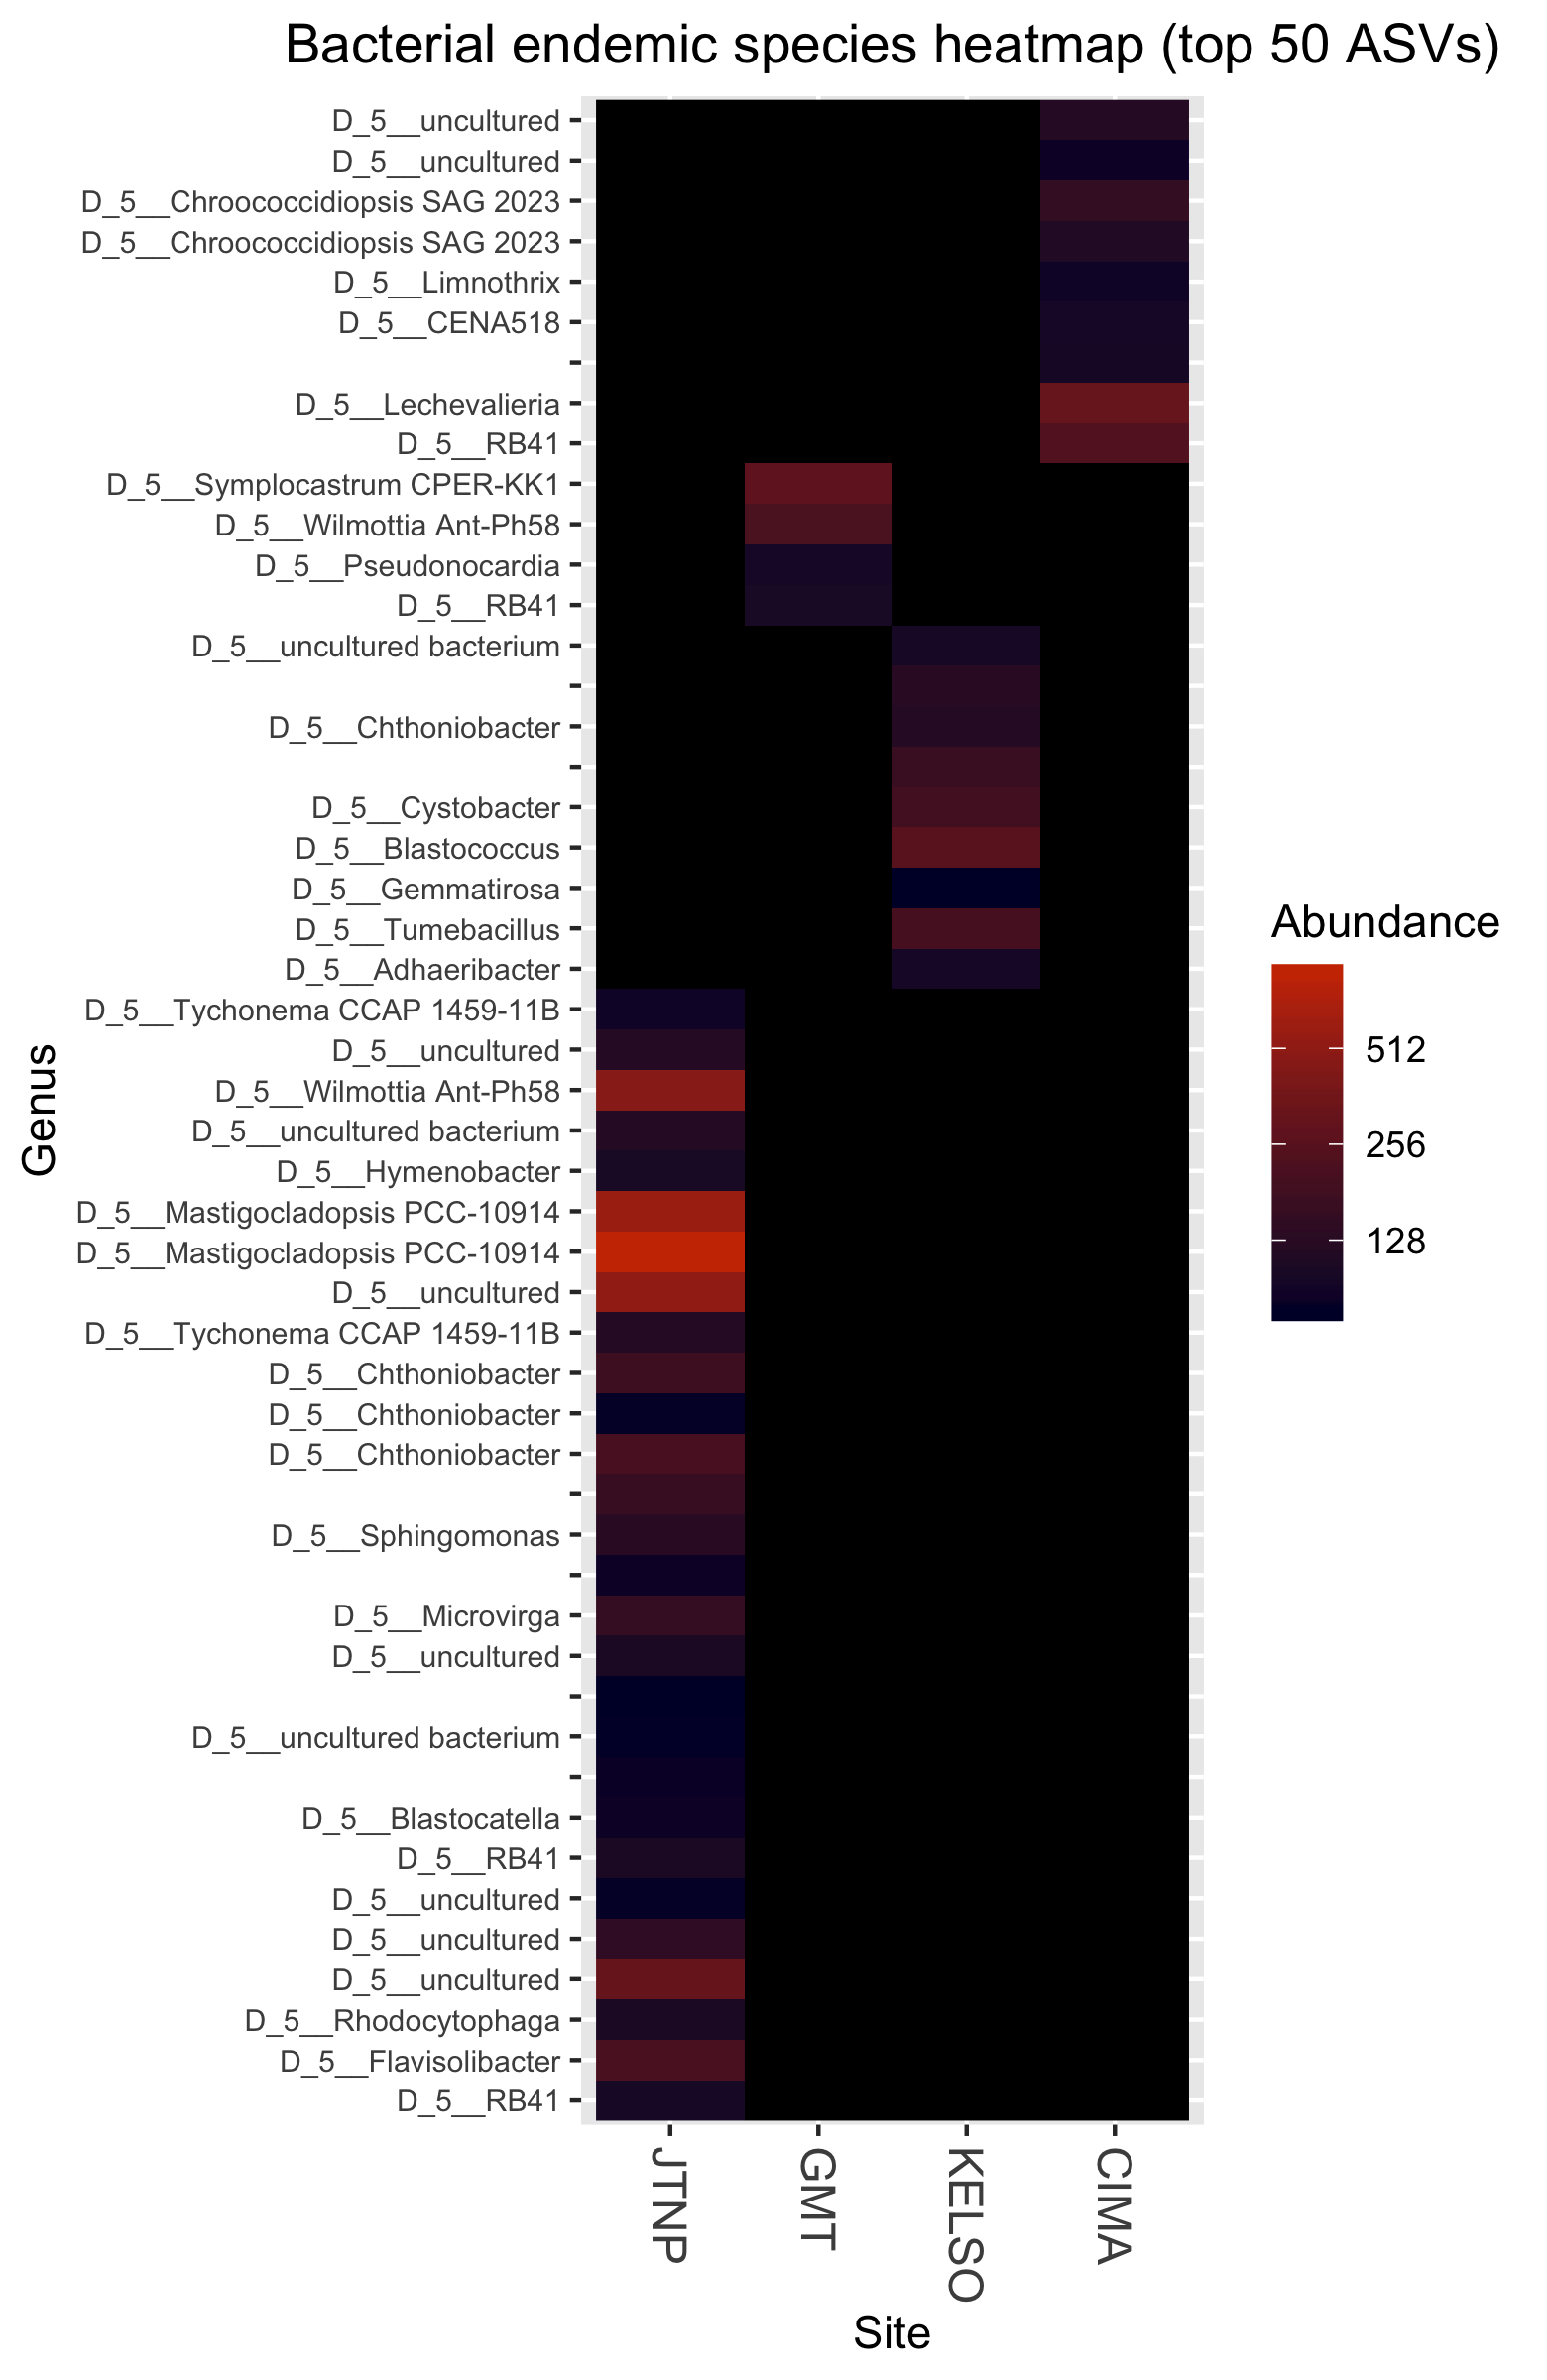 Bacterial endemic species heatmap (top 50 ASVs)
D_5__uncultured
D_5__uncultured
D_5__Chroococcidiopsis SAG 2023
D_5__Chroococcidiopsis SAG 2023
D_5__Limnothrix
D_5__CENA518
D_5__Lechevalieria
D_5__RB41
D_5__Symplocastrum CPER-KK1
D_5__Wilmottia Ant-Ph58
D_5__Pseudonocardia
D_5__RB41
D_5__uncultured bacterium
D_5__Chthoniobacter
D_5__Cystobacter
D_5__Blastococcus
D_5__Gemmatirosa
D_5__Tumebacillus
D_5__Adhaeribacter
D_5__Tychonema CCAP 1459-11B
D_5__uncultured
D_5__Wilmottia Ant-Ph58
D_5__uncultured bacterium
D_5__Hymenobacter
D_5__Mastigocladopsis PCC-10914
D_5__Mastigocladopsis PCC-10914
D_5__uncultured
D_5__Tychonema CCAP 1459-11B
D_5__Chthoniobacter
D_5__Chthoniobacter
D_5__Chthoniobacter
D_5__Sphingomonas
D_5__Microvirga
D_5__uncultured
D_5__uncultured bacterium
D_5__Blastocatella
D_5__RB41
D_5__uncultured
D_5__uncultured
D_5__uncultured
D_5__Rhodocytophaga
D_5__Flavisolibacter
D_5__RB41
Genus
JTNP
GMT
KELSO
CIMA
Site
Abundance
512
256
128